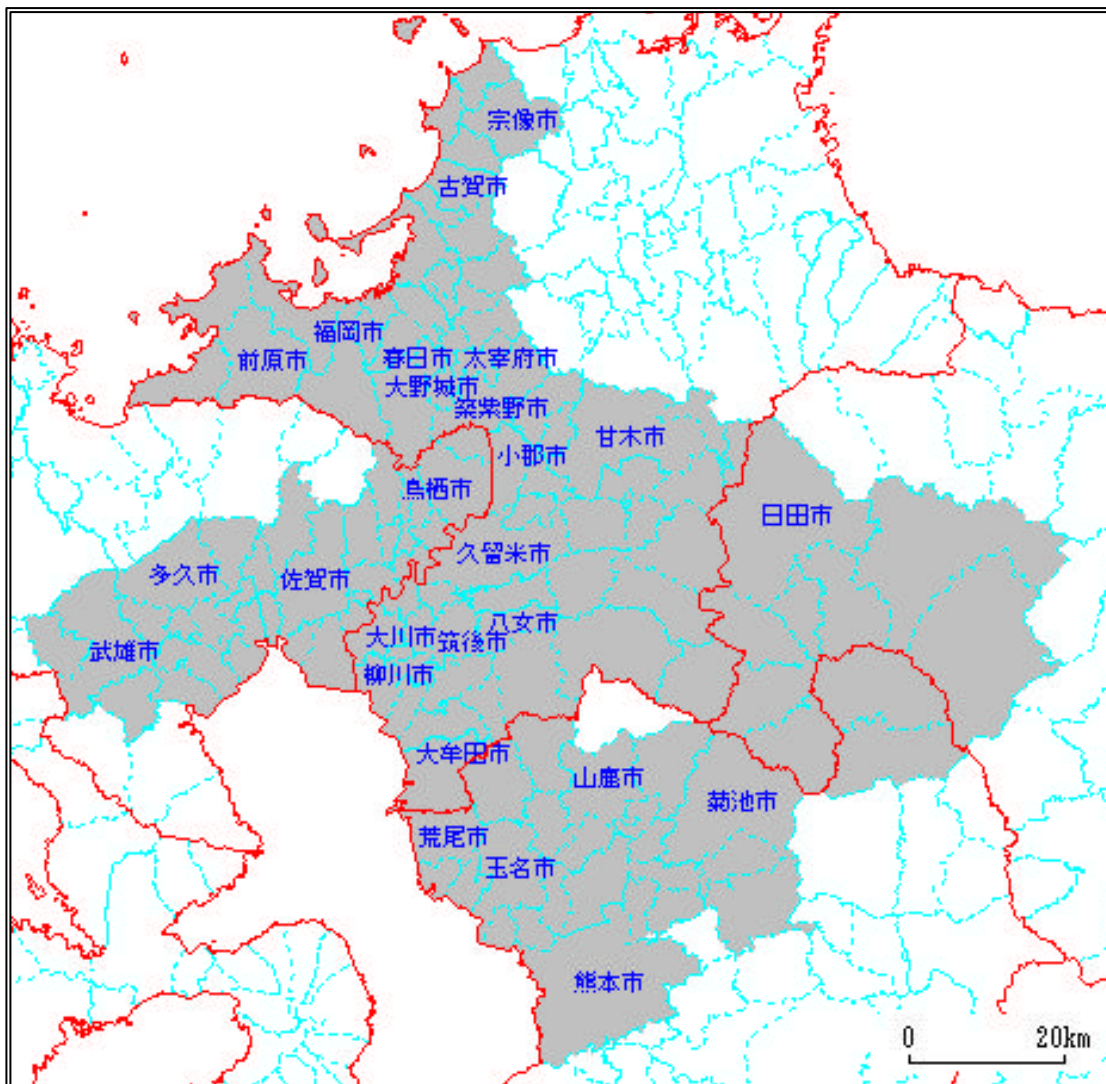 宗像市
古賀市
福岡市
前原市
春日市
太宰府市
大野城市
築紫野市
小郡市
甘木市
鳥栖市
日田市
久留米市
多久市
佐賀市
八女市
大川市
筑後市
武雄市
柳川市
大牟田市
山鹿市
菊池市
荒尾市
玉名市
熊本市
0 20km